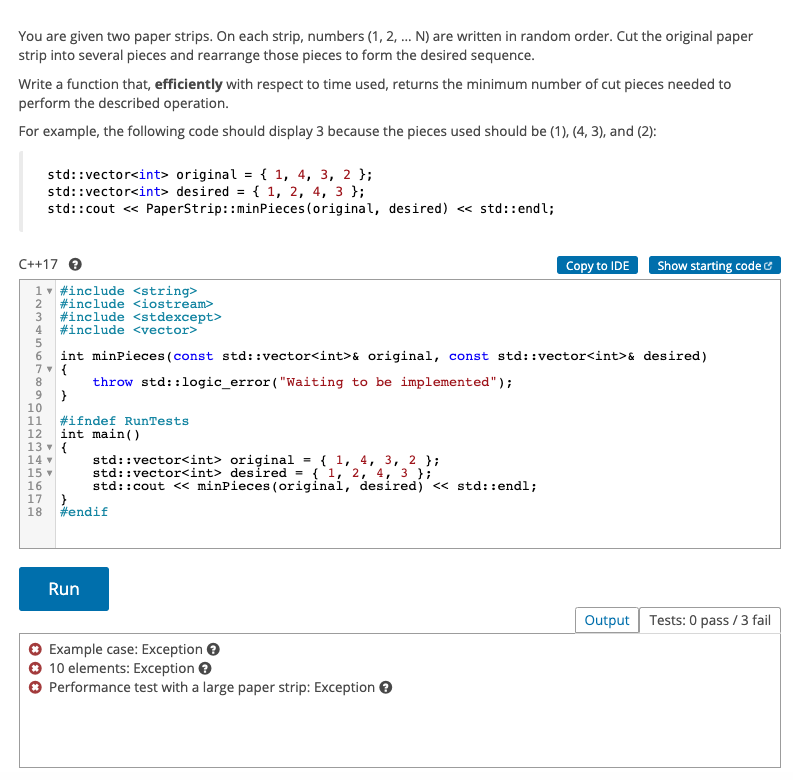 You are given two paper strips. On each strip, numbers (1, 2, ... N) are written in random order. Cut the original paper
strip into several pieces and rearrange those pieces to form the desired sequence.
Write a function that, efficiently with respect to time used, returns the minimum number of cut pieces needed to
perform the described operation.
For example, the following code should display 3 because the pieces used should be (1), (4, 3), and (2):
std::vector<int> original = { 1, 4, 3, 2 };
std::vector<int> desired = { 1, 2, 4, 3 };
std::cout << PaperStrip::minPieces(original, desired) << std::endl;
C++17 ?
Copy to IDE Show starting code
1 #include <string>
2 #include <iostream>
3 #include <stdexcept>
4 #include <vector>
5
6 int minPieces(const std::vector<int>& original, const std::vector<int>& desired)
7 {
8     throw std::logic_error("Waiting to be implemented");
9 }
10
11 #ifndef RunTests
12 int main()
13 {
14     std::vector<int> original = { 1, 4, 3, 2 };
15     std::vector<int> desired = { 1, 2, 4, 3 };
16     std::cout << minPieces(original, desired) << std::endl;
17 }
18 #endif
Run
Output Tests: 0 pass / 3 fail
Example case: Exception ?
10 elements: Exception ?
Performance test with a large paper strip: Exception ?